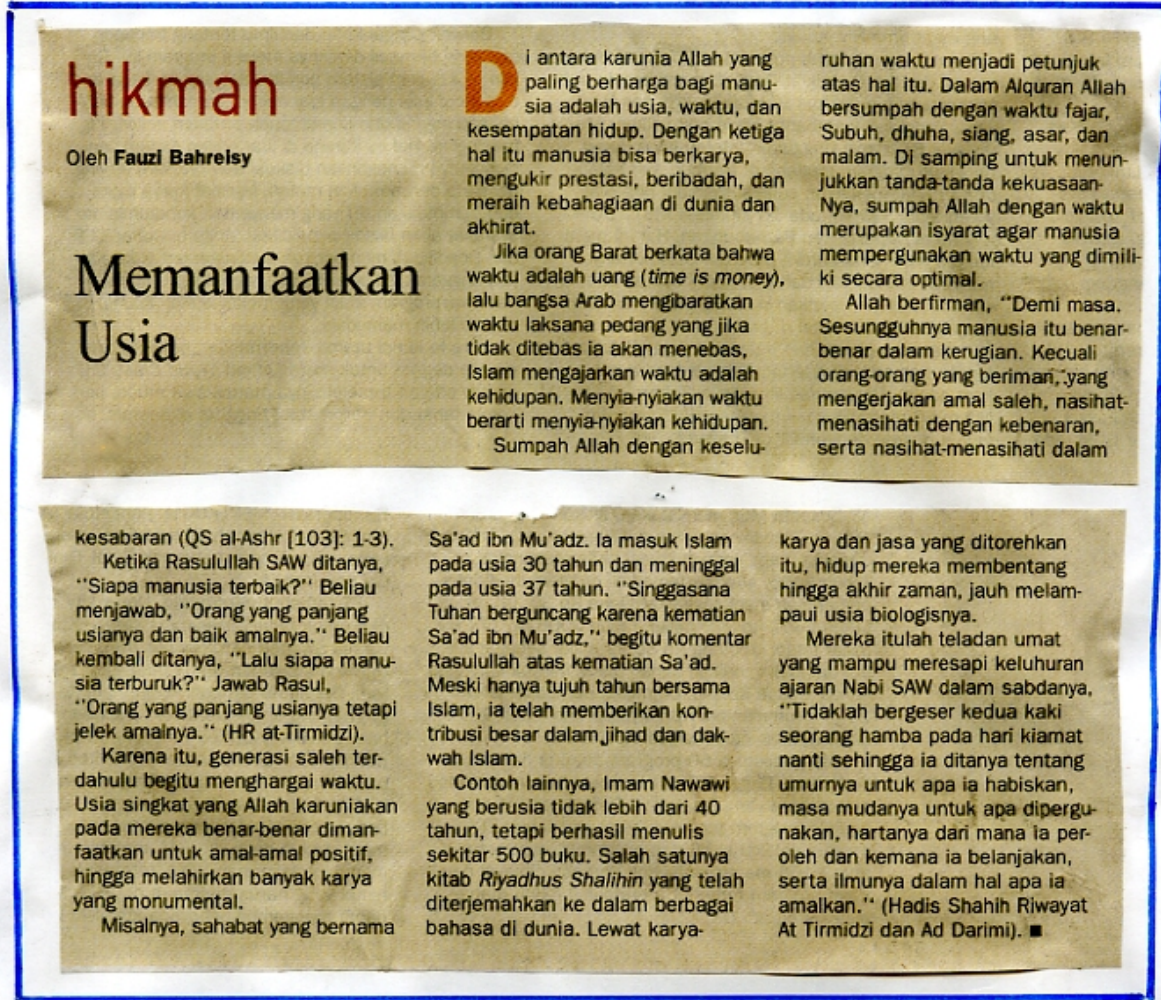 hikmah
Oleh Fauzi Bahreisy
Memanfaatkan
Usia
Di antara karunia Allah yang
paling berharga bagi manu-
sia adalah usia, waktu, dan
kesempatan hidup. Dengan ketiga
hal itu manusia bisa berkarya,
mengukir prestasi, beribadah, dan
meraih kebahagiaan di dunia dan
akhirat.
Jika orang Barat berkata bahwa
waktu adalah uang (time is money),
lalu bangsa Arab mengibaratkan
waktu laksana pedang yang jika
tidak ditebas ia akan menebas,
Islam mengajarkan waktu adalah
kehidupan. Menyia-nyiakan waktu
berarti menyia-nyiakan kehidupan.
Sumpah Allah dengan keselu-
ruhan waktu menjadi petunjuk
atas hal itu. Dalam Alquran Allah
bersumpah dengan waktu fajar,
Subuh, dhuha, siang, asar, dan
malam. Di samping untuk menun-
jukkan tanda-tanda kekuasaan-
Nya, sumpah Allah dengan waktu
merupakan isyarat agar manusia
mempergunakan waktu yang dimili-
ki secara optimal.
Allah berfirman, ''Demi masa.
Sesungguhnya manusia itu benar-
benar dalam kerugian. Kecuali
orang-orang yang beriman, yang
mengerjakan amal saleh, nasihat-
menasihati dengan kebenaran,
serta nasihat-menasihati dalam
kesabaran (QS al-Ashr [103]: 1-3).
Ketika Rasulullah SAW ditanya,
''Siapa manusia terbaik?'' Beliau
menjawab, ''Orang yang panjang
usianya dan baik amalnya.'' Beliau
kembali ditanya, ''Lalu siapa manu-
sia terburuk?'' Jawab Rasul,
''Orang yang panjang usianya tetapi
jelek amalnya.'' (HR at-Tirmidzi).
Karena itu, generasi saleh ter-
dahulu begitu menghargai waktu.
Usia singkat yang Allah karuniakan
pada mereka benar-benar diman-
faatkan untuk amal-amal positif,
hingga melahirkan banyak karya
yang monumental.
Misalnya, sahabat yang bernama
Sa'ad ibn Mu'adz. Ia masuk Islam
pada usia 30 tahun dan meninggal
pada usia 37 tahun. ''Singgasana
Tuhan berguncang karena kematian
Sa'ad ibn Mu'adz,'' begitu komentar
Rasulullah atas kematian Sa'ad.
Meski hanya tujuh tahun bersama
Islam, ia telah memberikan kon-
tribusi besar dalam jihad dan dak-
wah Islam.
Contoh lainnya, Imam Nawawi
yang berusia tidak lebih dari 40
tahun, tetapi berhasil menulis
sekitar 500 buku. Salah satunya
kitab Riyadhus Shalihin yang telah
diterjemahkan ke dalam berbagai
bahasa di dunia. Lewat karya-
karya dan jasa yang ditorehkan
itu, hidup mereka membentang
hingga akhir zaman, jauh melam-
paui usia biologisnya.
Mereka itulah teladan umat
yang mampu meresapi keluhuran
ajaran Nabi SAW dalam sabdanya,
''Tidaklah bergeser kedua kaki
seorang hamba pada hari kiamat
nanti sehingga ia ditanya tentang
umurnya untuk apa ia habiskan,
masa mudanya untuk apa dipergu-
nakan, hartanya dari mana ia per-
oleh dan kemana ia belanjakan,
serta ilmunya dalam hal apa ia
amalkan.'' (Hadis Shahih Riwayat
At Tirmidzi dan Ad Darimi). ■